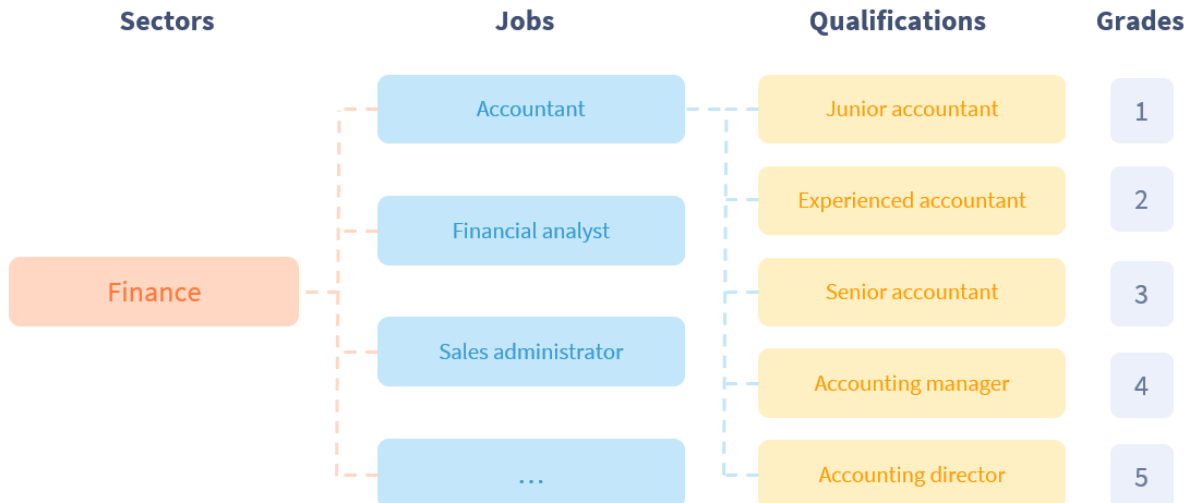 Sectors
Jobs
Qualifications
Grades
Accountant
Junior accountant
1
Experienced accountant
2
Financial analyst
Finance
Senior accountant
3
Sales administrator
Accounting manager
4
...
Accounting director
5